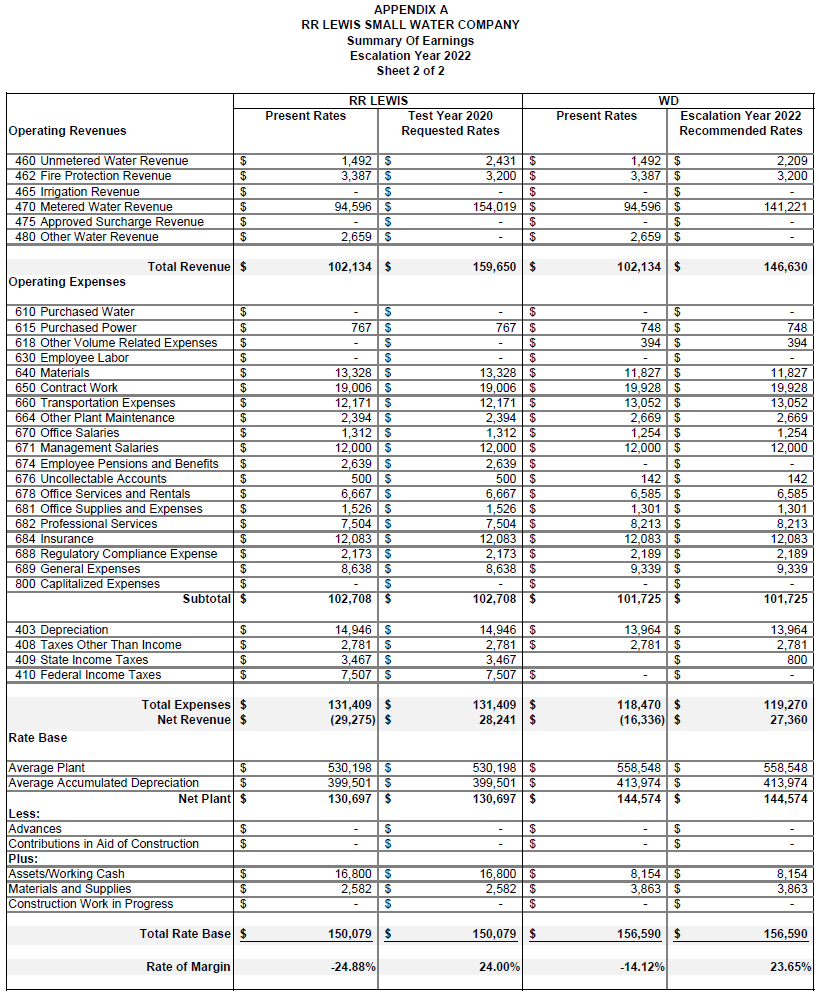 APPENDIX A
RR LEWIS SMALL WATER COMPANY
Summary Of Earnings
Escalation Year 2022
Sheet 2 of 2
RR LEWIS WD
Present Rates Test Year 2020 Present Rates Escalation Year 2022
Operating Revenues Requested Rates Recommended Rates
460 Unmetered Water Revenue $ 1,492 $ 2,431 $ 1,492 $ 2,209
462 Fire Protection Revenue $ 3,387 $ 3,200 $ 3,387 $ 3,200
465 Irrigation Revenue $ - $ - $ - $ -
470 Metered Water Revenue $ 94,596 $ 154,019 $ 94,596 $ 141,221
475 Approved Surcharge Revenue $ - $ - $ - $ -
480 Other Water Revenue $ 2,659 $ - $ 2,659 $ -
Total Revenue $ 102,134 $ 159,650 $ 102,134 $ 146,630
Operating Expenses
610 Purchased Water $ - $ - $ - $ -
615 Purchased Power $ 767 $ 767 $ 748 $ 748
618 Other Volume Related Expenses $ - $ - $ 394 $ 394
630 Employee Labor $ - $ - $ - $ -
640 Materials $ 13,328 $ 13,328 $ 11,827 $ 11,827
650 Contract Work $ 19,006 $ 19,006 $ 19,928 $ 19,928
660 Transportation Expenses $ 12,171 $ 12,171 $ 13,052 $ 13,052
664 Other Plant Maintenance $ 2,394 $ 2,394 $ 2,669 $ 2,669
670 Office Salaries $ 1,312 $ 1,312 $ 1,254 $ 1,254
671 Management Salaries $ 12,000 $ 12,000 $ 12,000 $ 12,000
674 Employee Pensions and Benefits $ 2,639 $ 2,639 $ - $ -
676 Uncollectable Accounts $ 500 $ 500 $ 142 $ 142
678 Office Services and Rentals $ 6,667 $ 6,667 $ 6,585 $ 6,585
681 Office Supplies and Expenses $ 1,526 $ 1,526 $ 1,301 $ 1,301
682 Professional Services $ 7,504 $ 7,504 $ 8,213 $ 8,213
684 Insurance $ 12,083 $ 12,083 $ 12,083 $ 12,083
688 Regulatory Compliance Expense $ 2,173 $ 2,173 $ 2,189 $ 2,189
689 General Expenses $ 8,638 $ 8,638 $ 9,339 $ 9,339
800 Caplitalized Expenses $ - $ - $ - $ -
Subtotal $ 102,708 $ 102,708 $ 101,725 $ 101,725
403 Depreciation $ 14,946 $ 14,946 $ 13,964 $ 13,964
408 Taxes Other Than Income $ 2,781 $ 2,781 $ 2,781 $ 2,781
409 State Income Taxes $ 3,467 $ 3,467 $ 800
410 Federal Income Taxes $ 7,507 $ 7,507 $ - $ -
Total Expenses $ 131,409 $ 131,409 $ 118,470 $ 119,270
Net Revenue $ (29,275) $ 28,241 $ (16,336) $ 27,360
Rate Base
Average Plant $ 530,198 $ 530,198 $ 558,548 $ 558,548
Average Accumulated Depreciation $ 399,501 $ 399,501 $ 413,974 $ 413,974
Net Plant $ 130,697 $ 130,697 $ 144,574 $ 144,574
Less:
Advances $ - $ - $ - $ -
Contributions in Aid of Construction $ - $ - $ - $ -
Plus:
Assets/Working Cash $ 16,800 $ 16,800 $ 8,154 $ 8,154
Materials and Supplies $ 2,582 $ 2,582 $ 3,863 $ 3,863
Construction Work in Progress $ - $ - $ - $ -
Total Rate Base $ 150,079 $ 150,079 $ 156,590 $ 156,590
Rate of Margin -24.88% 24.00% -14.12% 23.65%